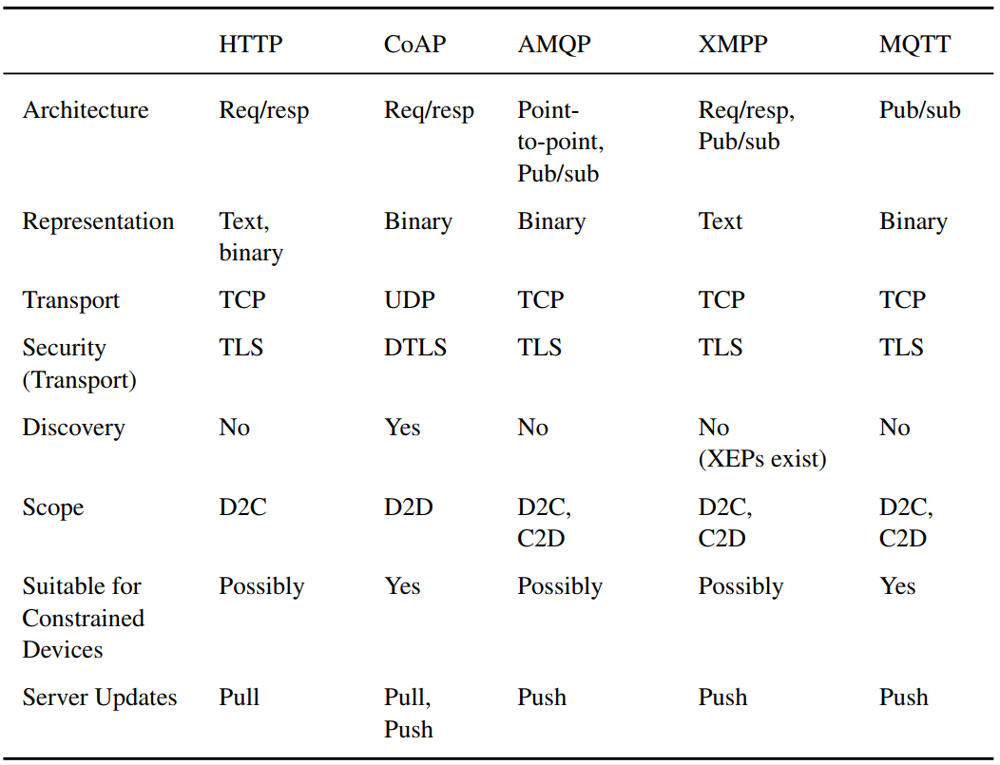 HTTP CoAP AMQP XMPP MQTT
Architecture Req/resp Req/resp Point- Req/resp, Pub/sub
to-point, Pub/sub
Pub/sub
Representation Text, Binary Binary Text Binary
binary
Transport TCP UDP TCP TCP TCP
Security TLS DTLS TLS TLS TLS
(Transport)
Discovery No Yes No No No
(XEPs exist)
Scope D2C D2D D2C, D2C, D2C,
C2D C2D C2D
Suitable for Possibly Yes Possibly Possibly Yes
Constrained
Devices
Server Updates Pull Pull, Push Push Push
Push